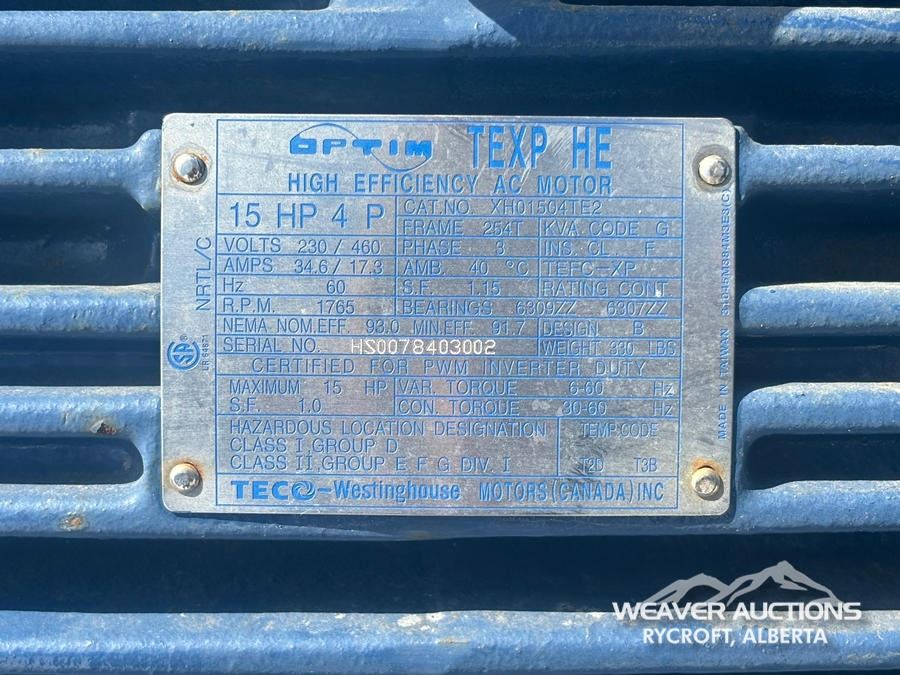 OPTIM TEXP HE
HIGH EFFICIENCY AC MOTOR
15 HP 4 P
CAT.NO. XH01504TE2
FRAME 254T KVA CODE G
VOLTS 230 / 460 PHASE 3 INS. CL. F
AMPS 34.6 / 17.3 AMB. 40 °C TEFC-XP
Hz 60 S.F. 1.15 RATING CONT
R.P.M. 1765 BEARINGS 6309ZZ 6307ZZ
NEMA NOM.EFF. 93.0 MIN.EFF. 91.7 DESIGN B
SERIAL NO. HS0078403002 WEIGHT 330 LBS
CERTIFIED FOR PWM INVERTER DUTY
MAXIMUM 15 HP VAR. TORQUE 6-60 Hz
S.F. 1.0 CON. TORQUE 30-60 Hz
HAZARDOUS LOCATION DESIGNATION TEMP.CODE
CLASS I, GROUP D
CLASS II, GROUP E F G DIV. I T2D T3B
TECO-Westinghouse MOTORS (CANADA) INC
NRTL/C
MADE IN TAIWAN
WEAVER AUCTIONS
RYCROFT, ALBERTA